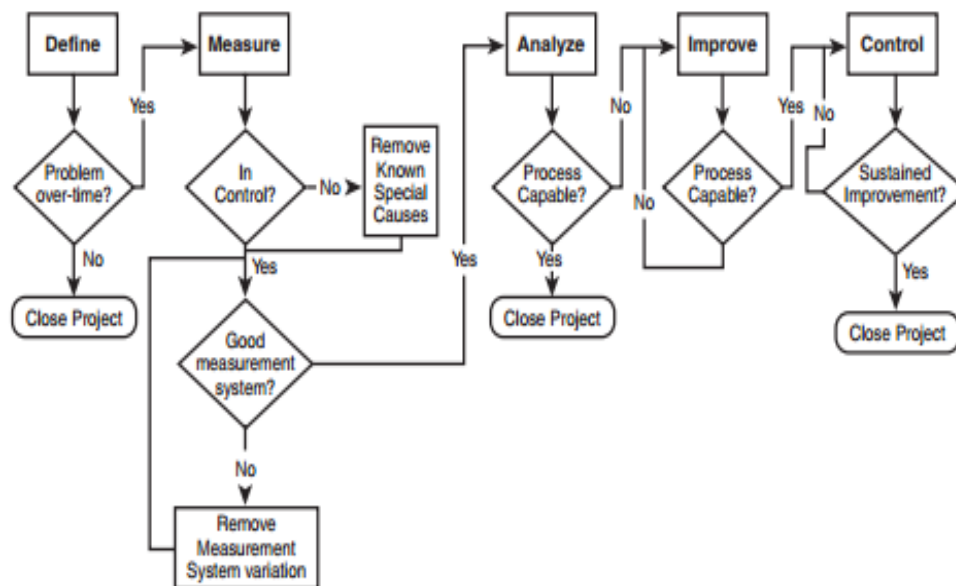 Define
Yes
Problem
over-time?
No
Close Project
Measure
In
Control?
No
Remove
Known
Special
Causes
Yes
Good
measurement
system?
Yes
No
Remove
Measurement
System variation
Analyze
No
Process
Capable?
Yes
Close Project
Improve
Yes
Process
Capable?
No
Control
No
Sustained
Improvement?
Yes
Close Project